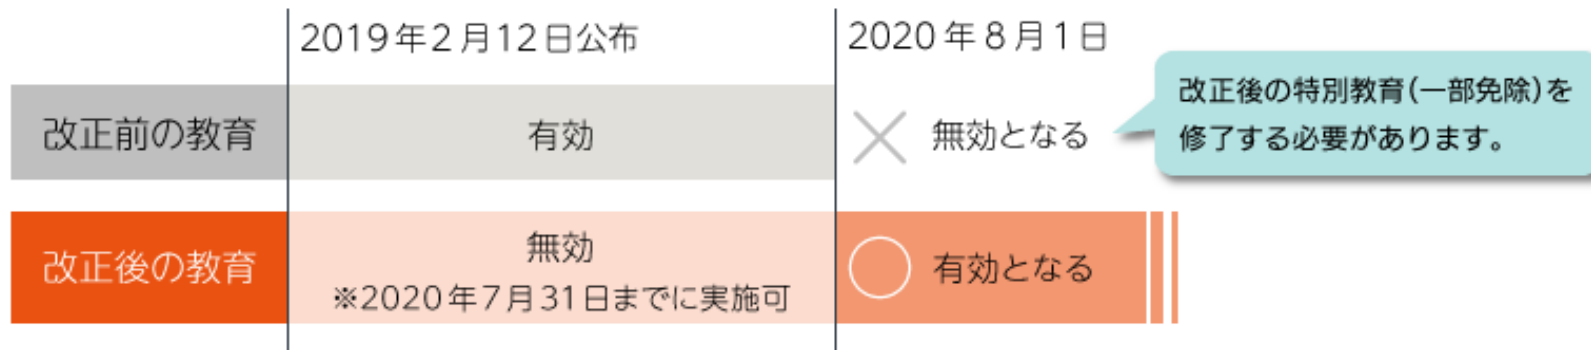 2019年2月12日公布
2020年8月1日
改正前の教育
有効
無効となる
改正後の特別教育(一部免除)を
修了する必要があります。
改正後の教育
無効
※2020年7月31日までに実施可
有効となる